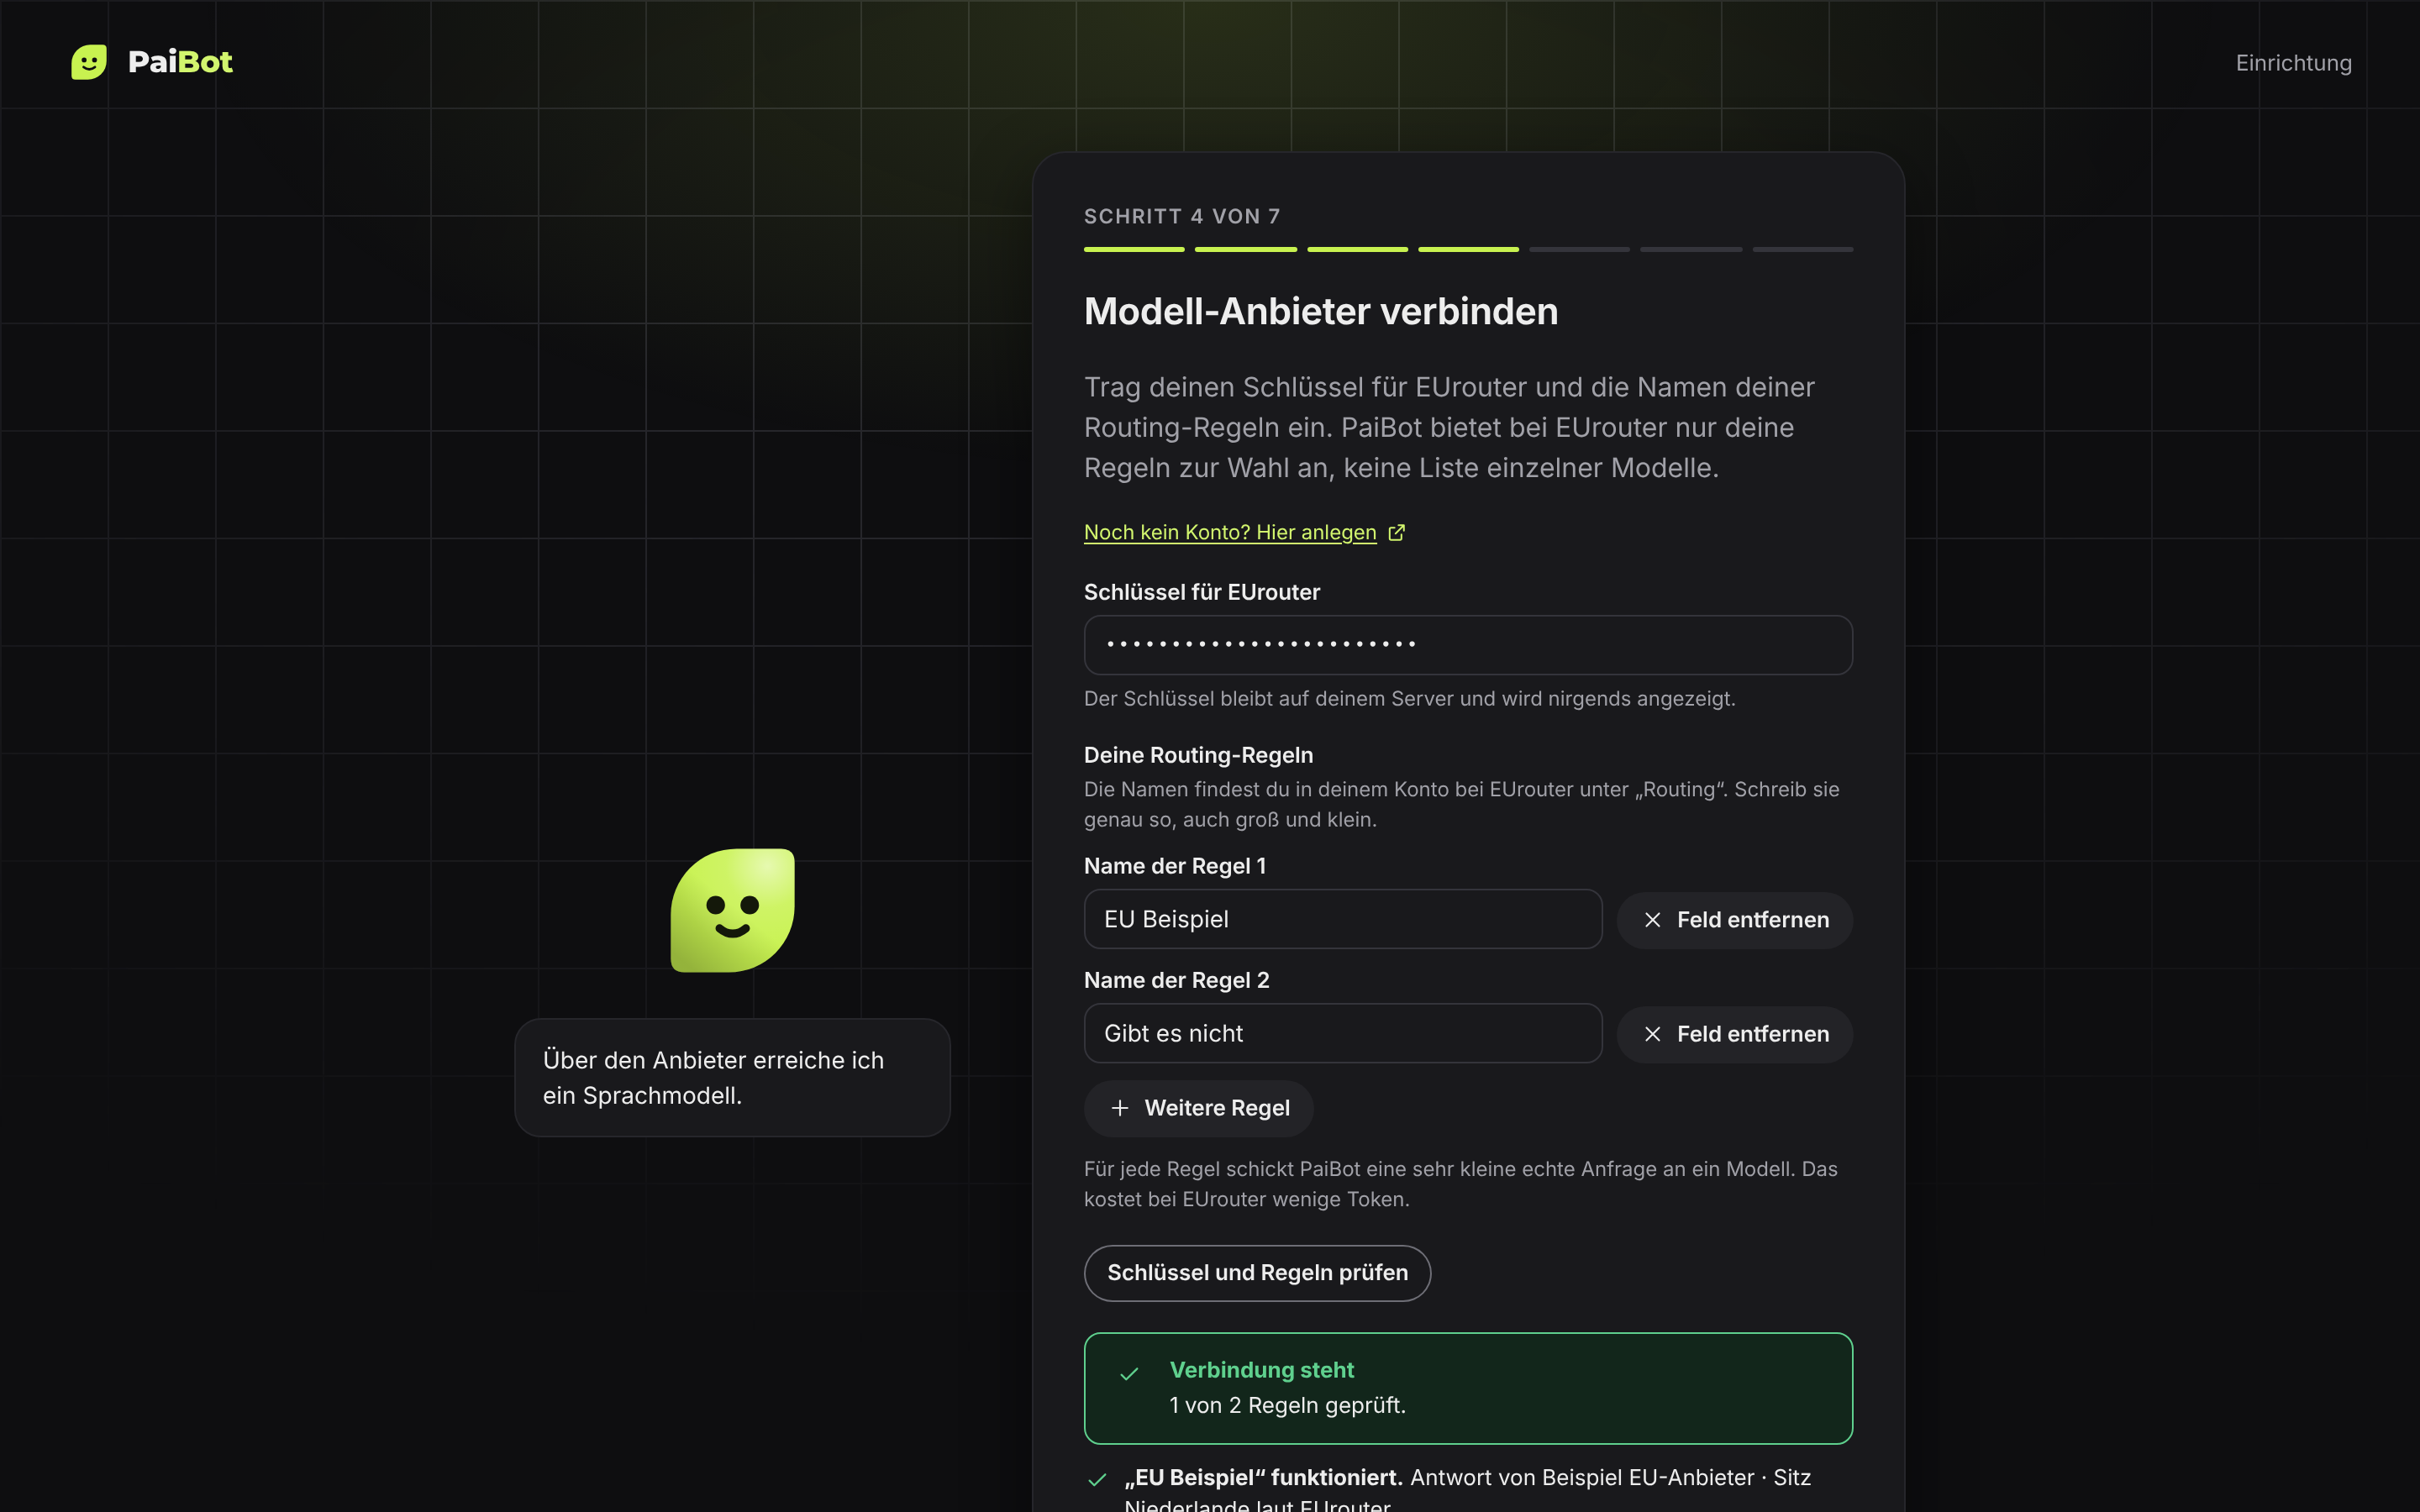 PaiBot
Einrichtung
SCHRITT 4 VON 7
Modell-Anbieter verbinden
Trag deinen Schlüssel für EUrouter und die Namen deiner
Routing-Regeln ein. PaiBot bietet bei EUrouter nur deine
Regeln zur Wahl an, keine Liste einzelner Modelle.
Noch kein Konto? Hier anlegen
Schlüssel für EUrouter
••••••••••••••••••••••••
Der Schlüssel bleibt auf deinem Server und wird nirgends angezeigt.
Deine Routing-Regeln
Die Namen findest du in deinem Konto bei EUrouter unter „Routing“. Schreib sie
genau so, auch groß und klein.
Name der Regel 1
EU Beispiel
Feld entfernen
Name der Regel 2
Gibt es nicht
Feld entfernen
Weitere Regel
Für jede Regel schickt PaiBot eine sehr kleine echte Anfrage an ein Modell. Das
kostet bei EUrouter wenige Token.
Schlüssel und Regeln prüfen
Verbindung steht
1 von 2 Regeln geprüft.
„EU Beispiel“ funktioniert. Antwort von Beispiel EU-Anbieter · Sitz
Niederlande laut EUrouter
Über den Anbieter erreiche ich
ein Sprachmodell.